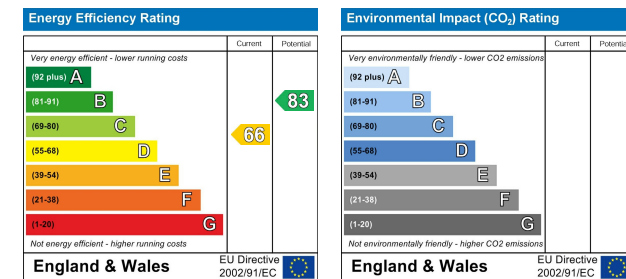 Energy Efficiency Rating
Current Potential
Very energy efficient - lower running costs
(92 plus) A
(81-91) B
83
(69-80) C
66
(55-68) D
(39-54) E
(21-38) F
(1-20) G
Not energy efficient - higher running costs
England & Wales
EU Directive
2002/91/EC
Environmental Impact (CO₂) Rating
Current Potential
Very environmentally friendly - lower CO2 emissions
(92 plus) A
(81-91) B
(69-80) C
(55-68) D
(39-54) E
(21-38) F
(1-20) G
Not environmentally friendly - higher CO2 emissions
England & Wales
EU Directive
2002/91/EC